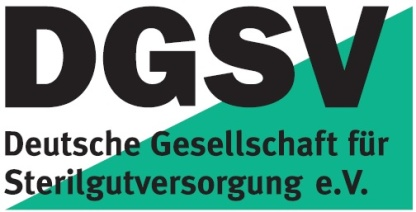 DGSV
Deutsche Gesellschaft für
Sterilgutversorgung e.V.